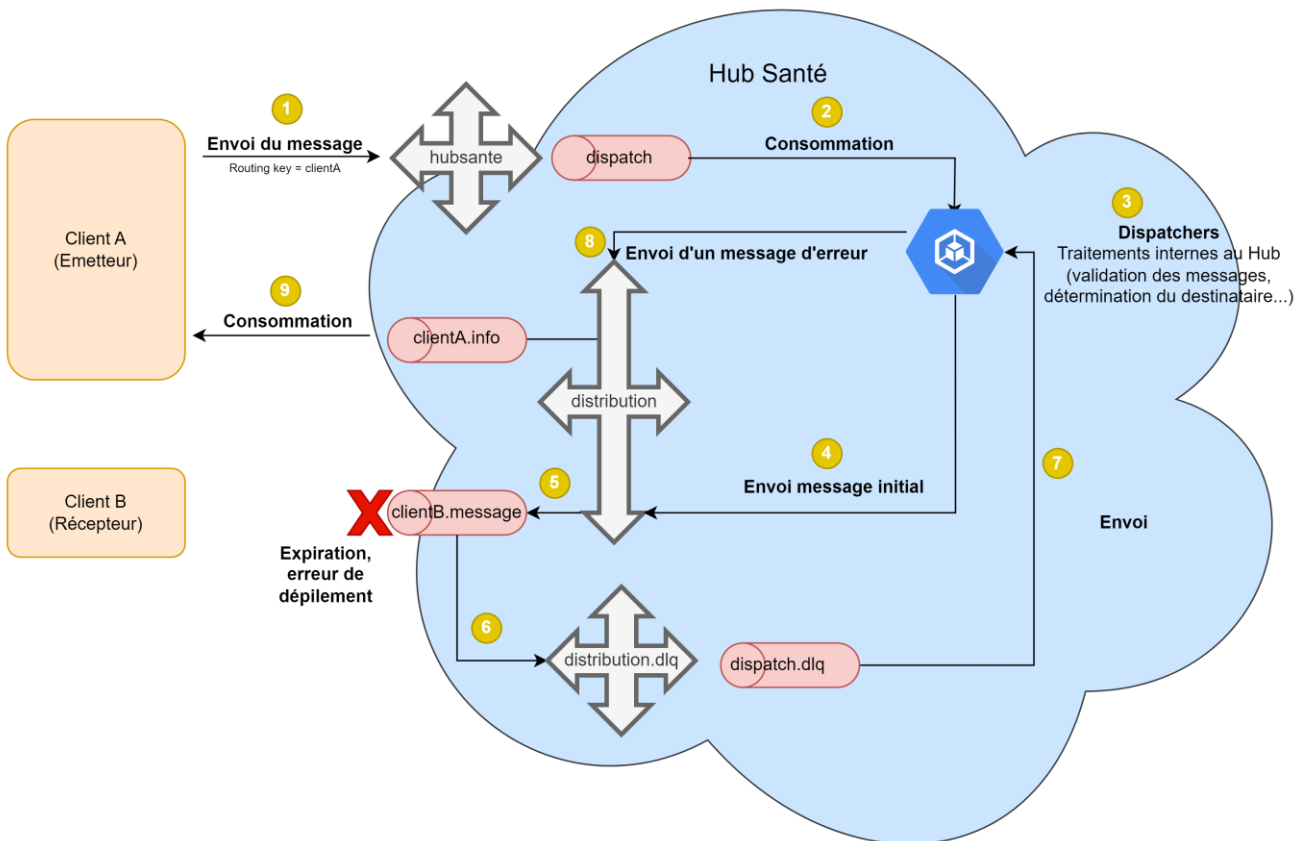 Hub Santé
1
Envoi du message
Routing key = clientA
hubsante
dispatch
2
Consommation
Client A
(Emetteur)
3
Dispatchers
Traitements internes au Hub
(validation des messages,
détermination du destinataire...)
8
Envoi d'un message d'erreur
9
Consommation
clientA.info
distribution
4
Envoi message initial
7
Envoi
Client B
(Récepteur)
X
clientB.message
5
Expiration,
erreur de
dépilement
6
distribution.dlq
dispatch.dlq